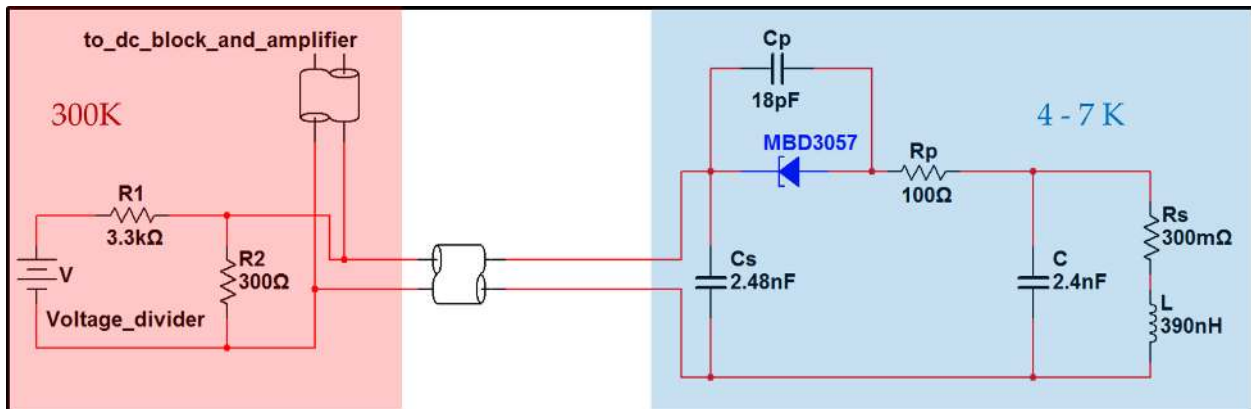 to_dc_block_and_amplifier
300K
R1
3.3kΩ
R2
300Ω
V
Voltage_divider
Cp
18pF
4 - 7 K
MBD3057
Rp
100Ω
Rs
300mΩ
Cs
2.48nF
C
2.4nF
L
390nH